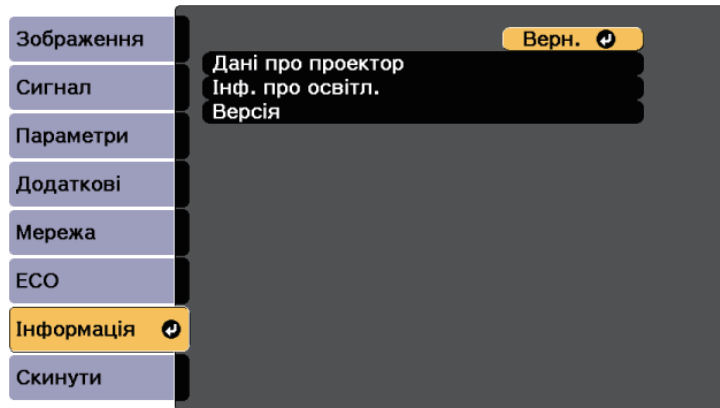 Зображення
Сигнал
Параметри
Додаткові
Мережа
ECO
Інформація
Скинути
Верн.
Дані про проектор
Інф. про освітл.
Версія